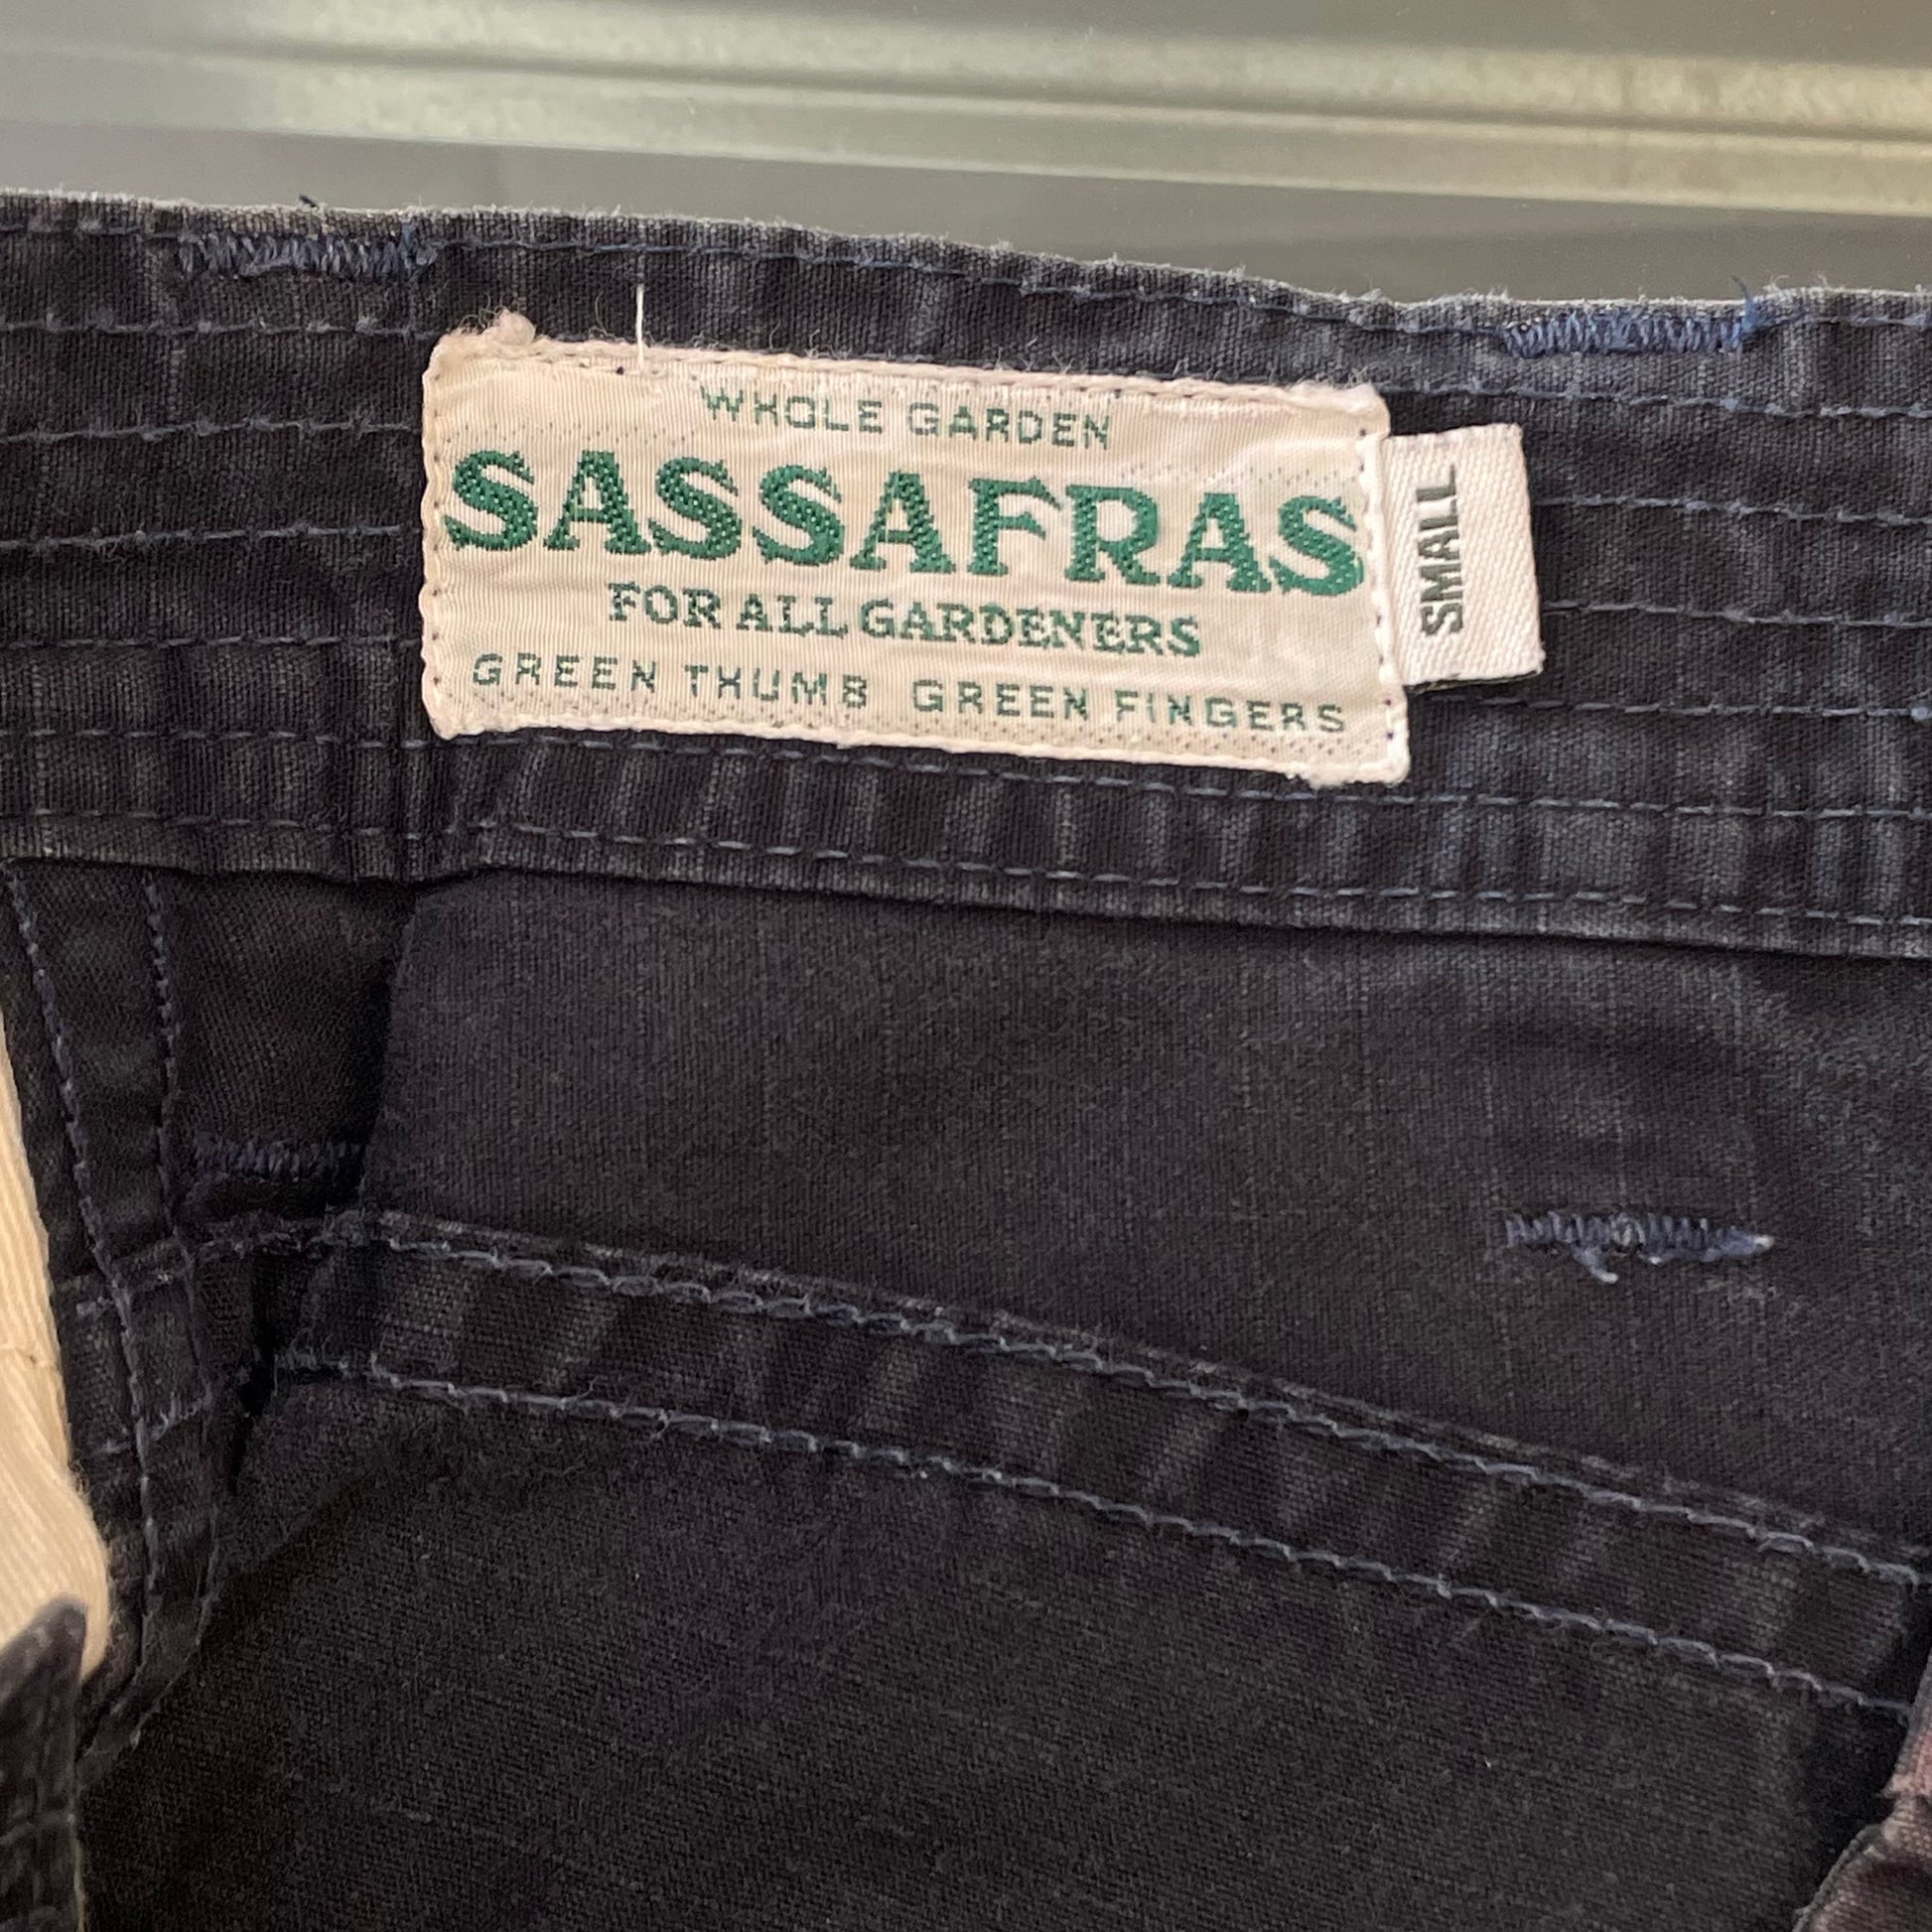 WHOLE GARDEN
SASSAFRAS
FOR ALL GARDENERS
GREEN THUMB GREEN FINGERS
SMALL